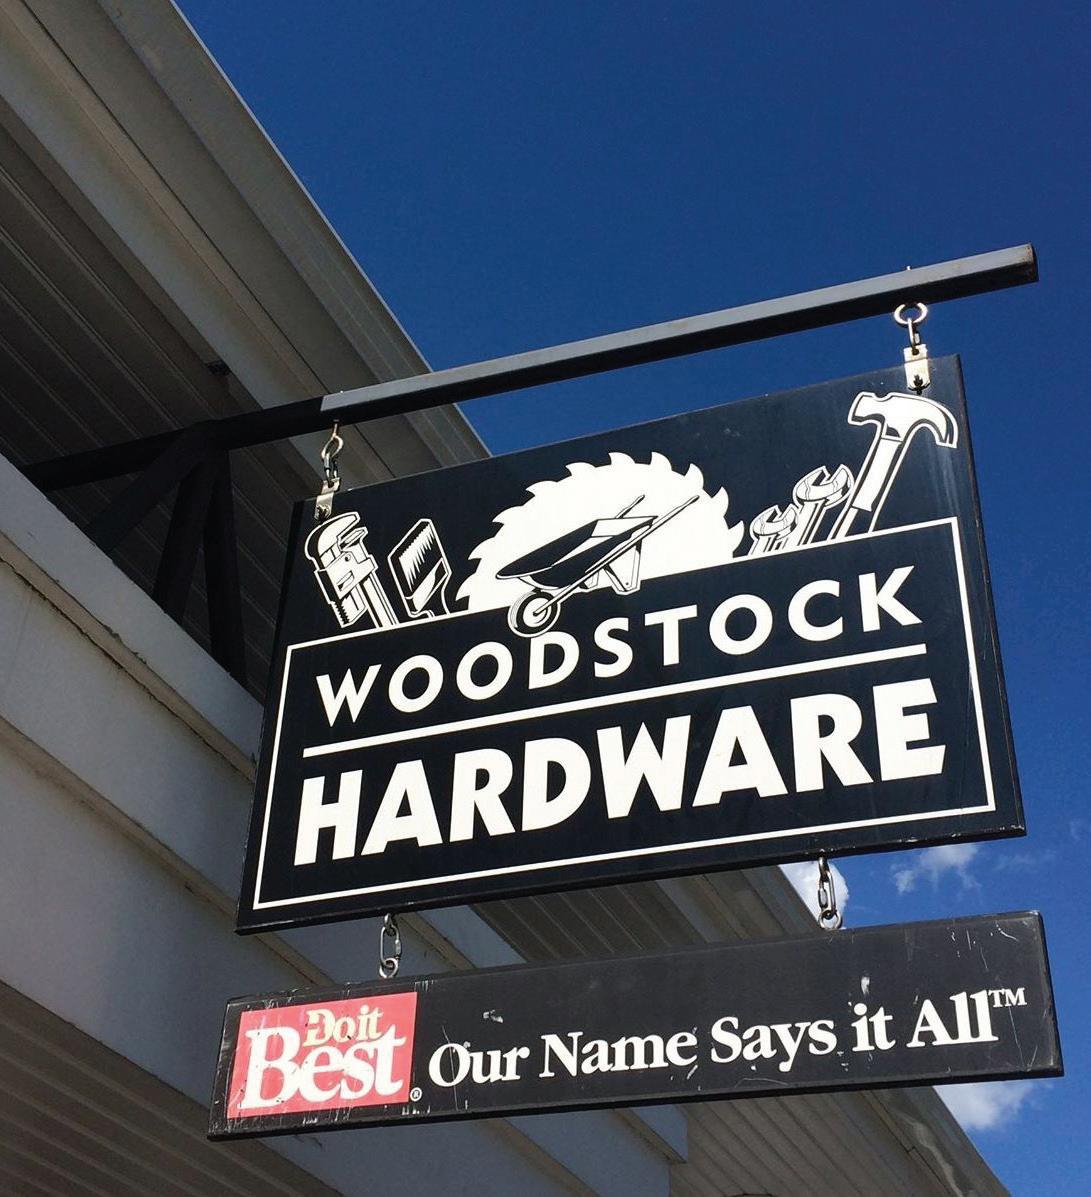 WOODSTOCK
HARDWARE
Do it
Best®
Our Name Says it All™